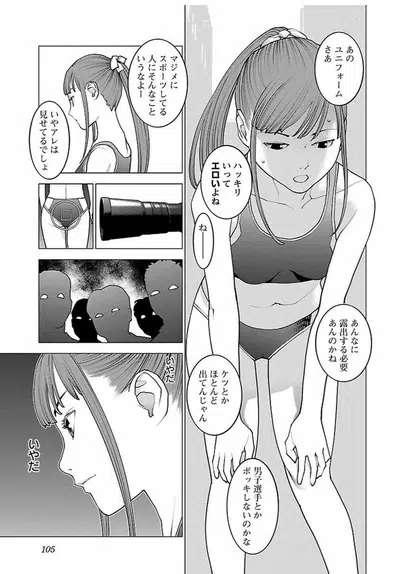 あの
ユニフォーム
さあ
ハッキリ
いって
エロいよね
ねーー
あんなに
露出する必要
あんのかね
ケツとか
ほとんど
出てんじゃん
男子選手とか
ボッキしないのかな
マジメに
スポーツしてる
人にそんなこと
いうなよー
いやアレは
見せてるでしょ
いやだ
いやだ
105